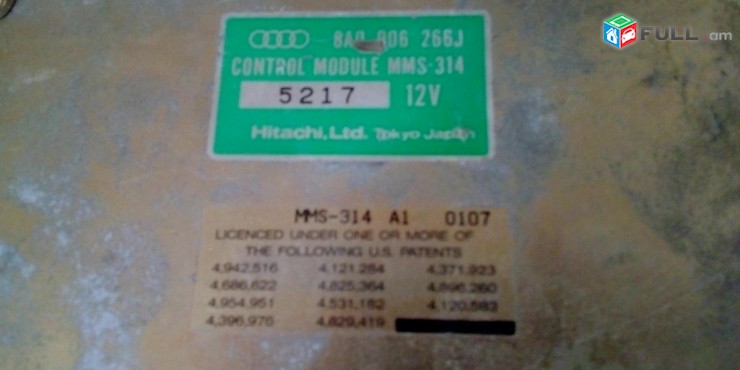 8A0 906 266J
CONTROL MODULE MMS-314
5217 12V
Hitachi, Ltd. Tokyo Japan
MMS-314 A1 0107
LICENCED UNDER ONE OR MORE OF
THE FOLLOWING U.S. PATENTS
4,942,516 4,121,284 4,371,923
4,686,622 4,825,364 4,896,260
4,954,951 4,531,182 4,120,583
4,396,976 4,829,419
FULL.am